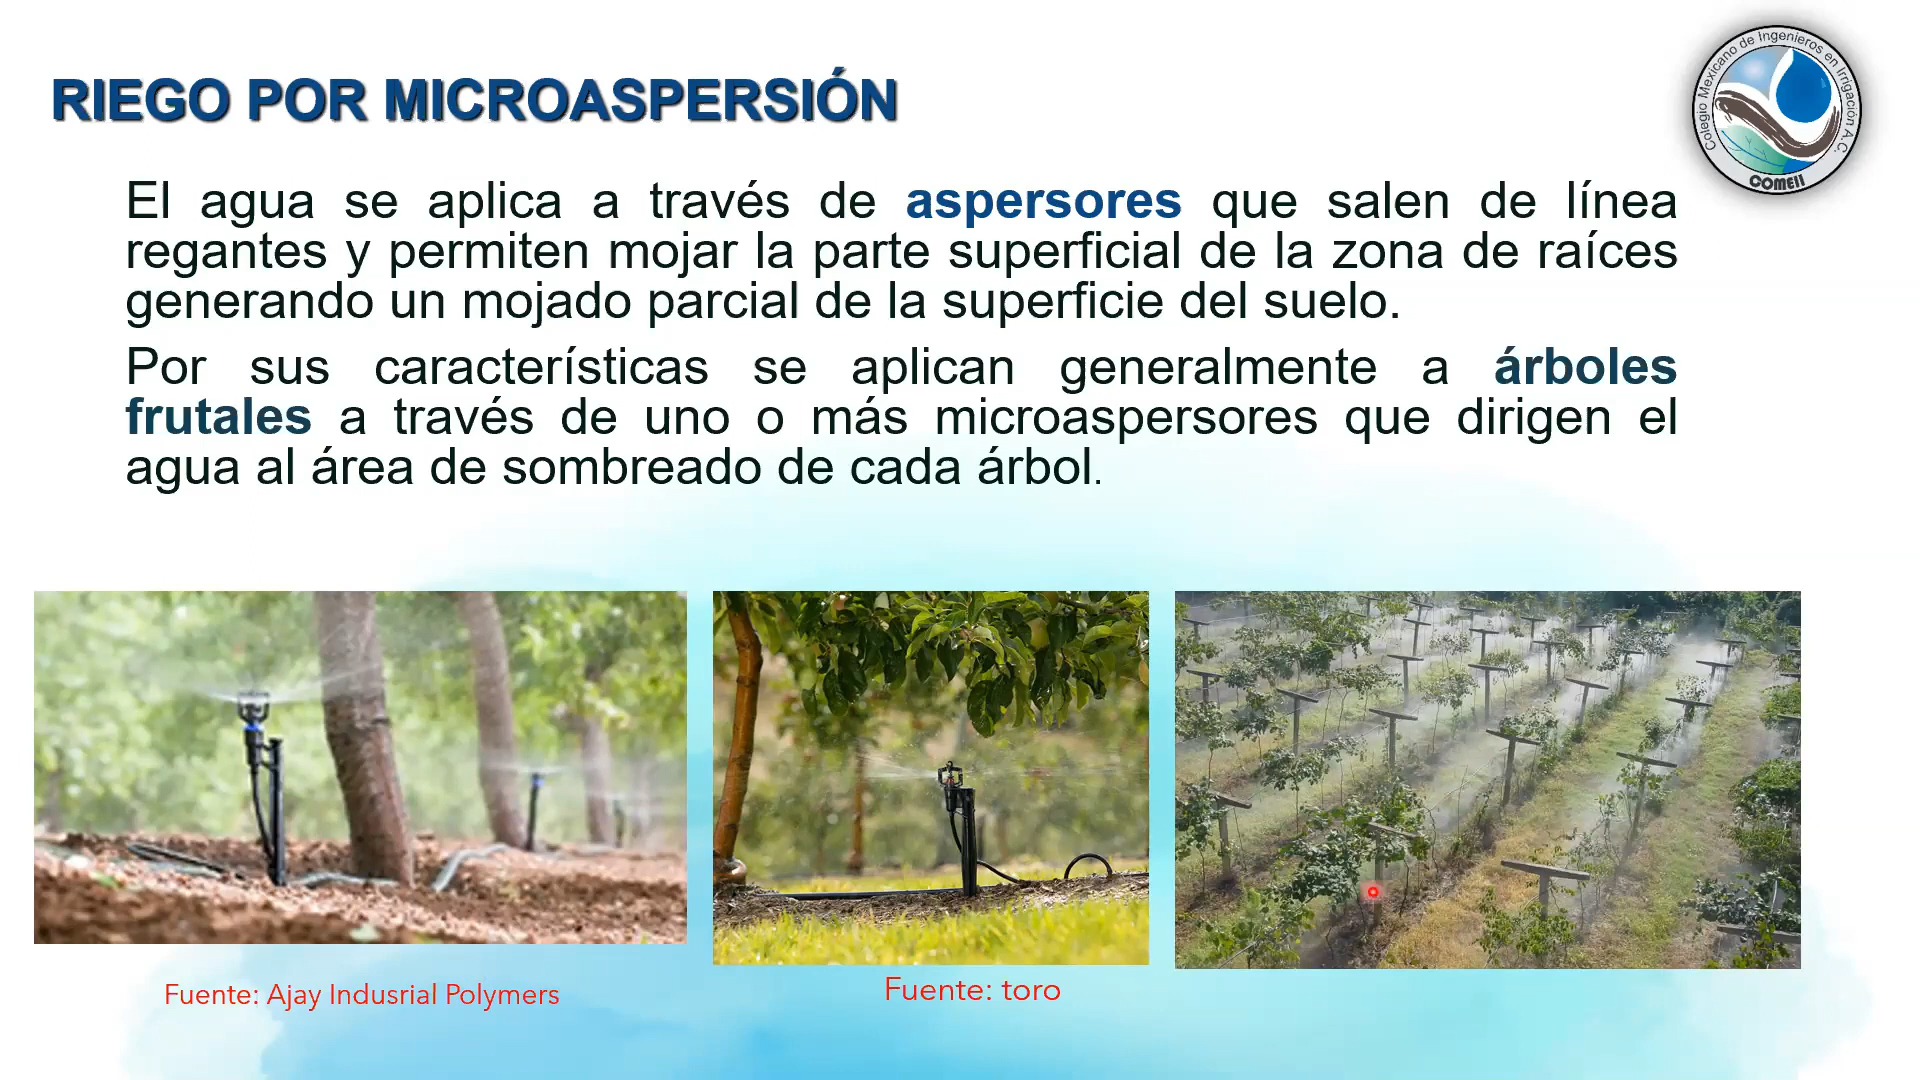 RIEGO POR MICROASPERSIÓN
Colegio Mexicano de Ingenieros en Irrigación A.C.
COMEII
El agua se aplica a través de aspersores que salen de línea
regantes y permiten mojar la parte superficial de la zona de raíces
generando un mojado parcial de la superficie del suelo.
Por sus características se aplican generalmente a árboles
frutales a través de uno o más microaspersores que dirigen el
agua al área de sombreado de cada árbol.
Fuente: Ajay Indusrial Polymers
Fuente: toro